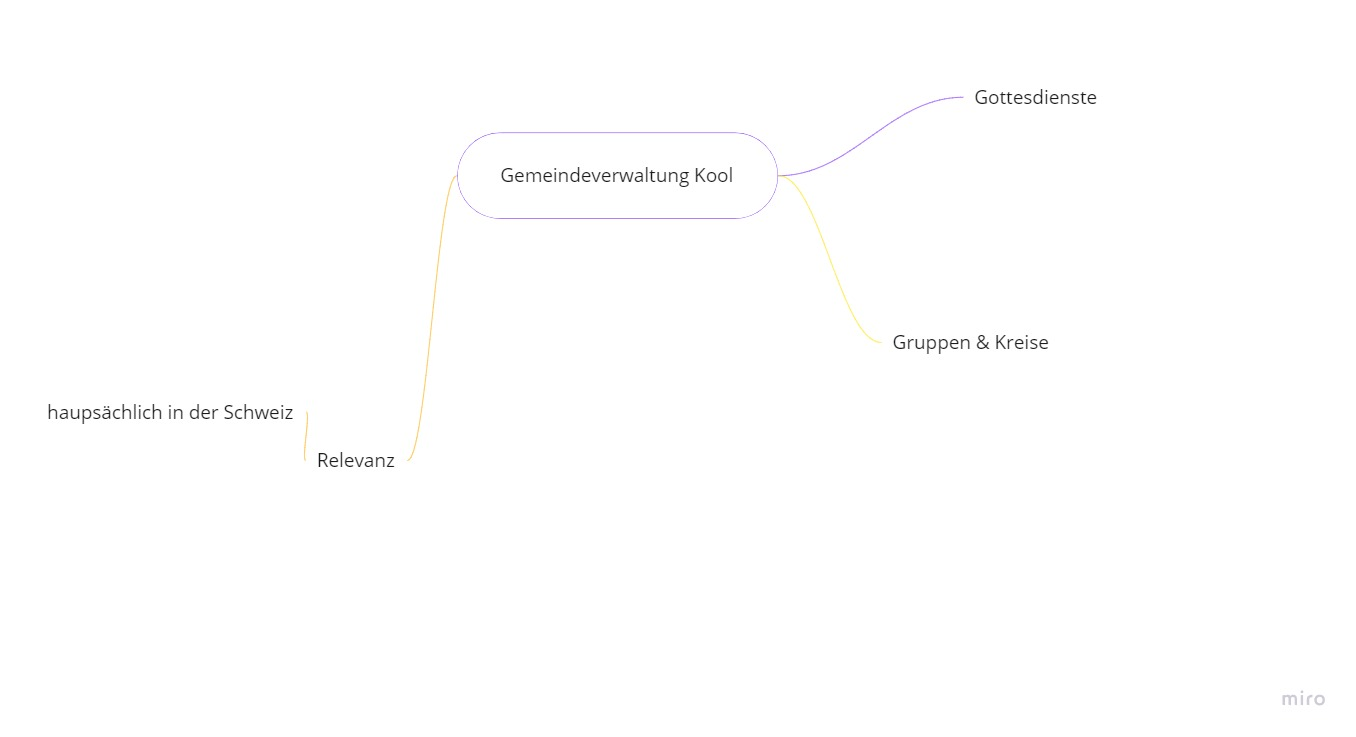 Gottesdienste
Gemeindeverwaltung Kool
Gruppen & Kreise
haupsächlich in der Schweiz
Relevanz
miro